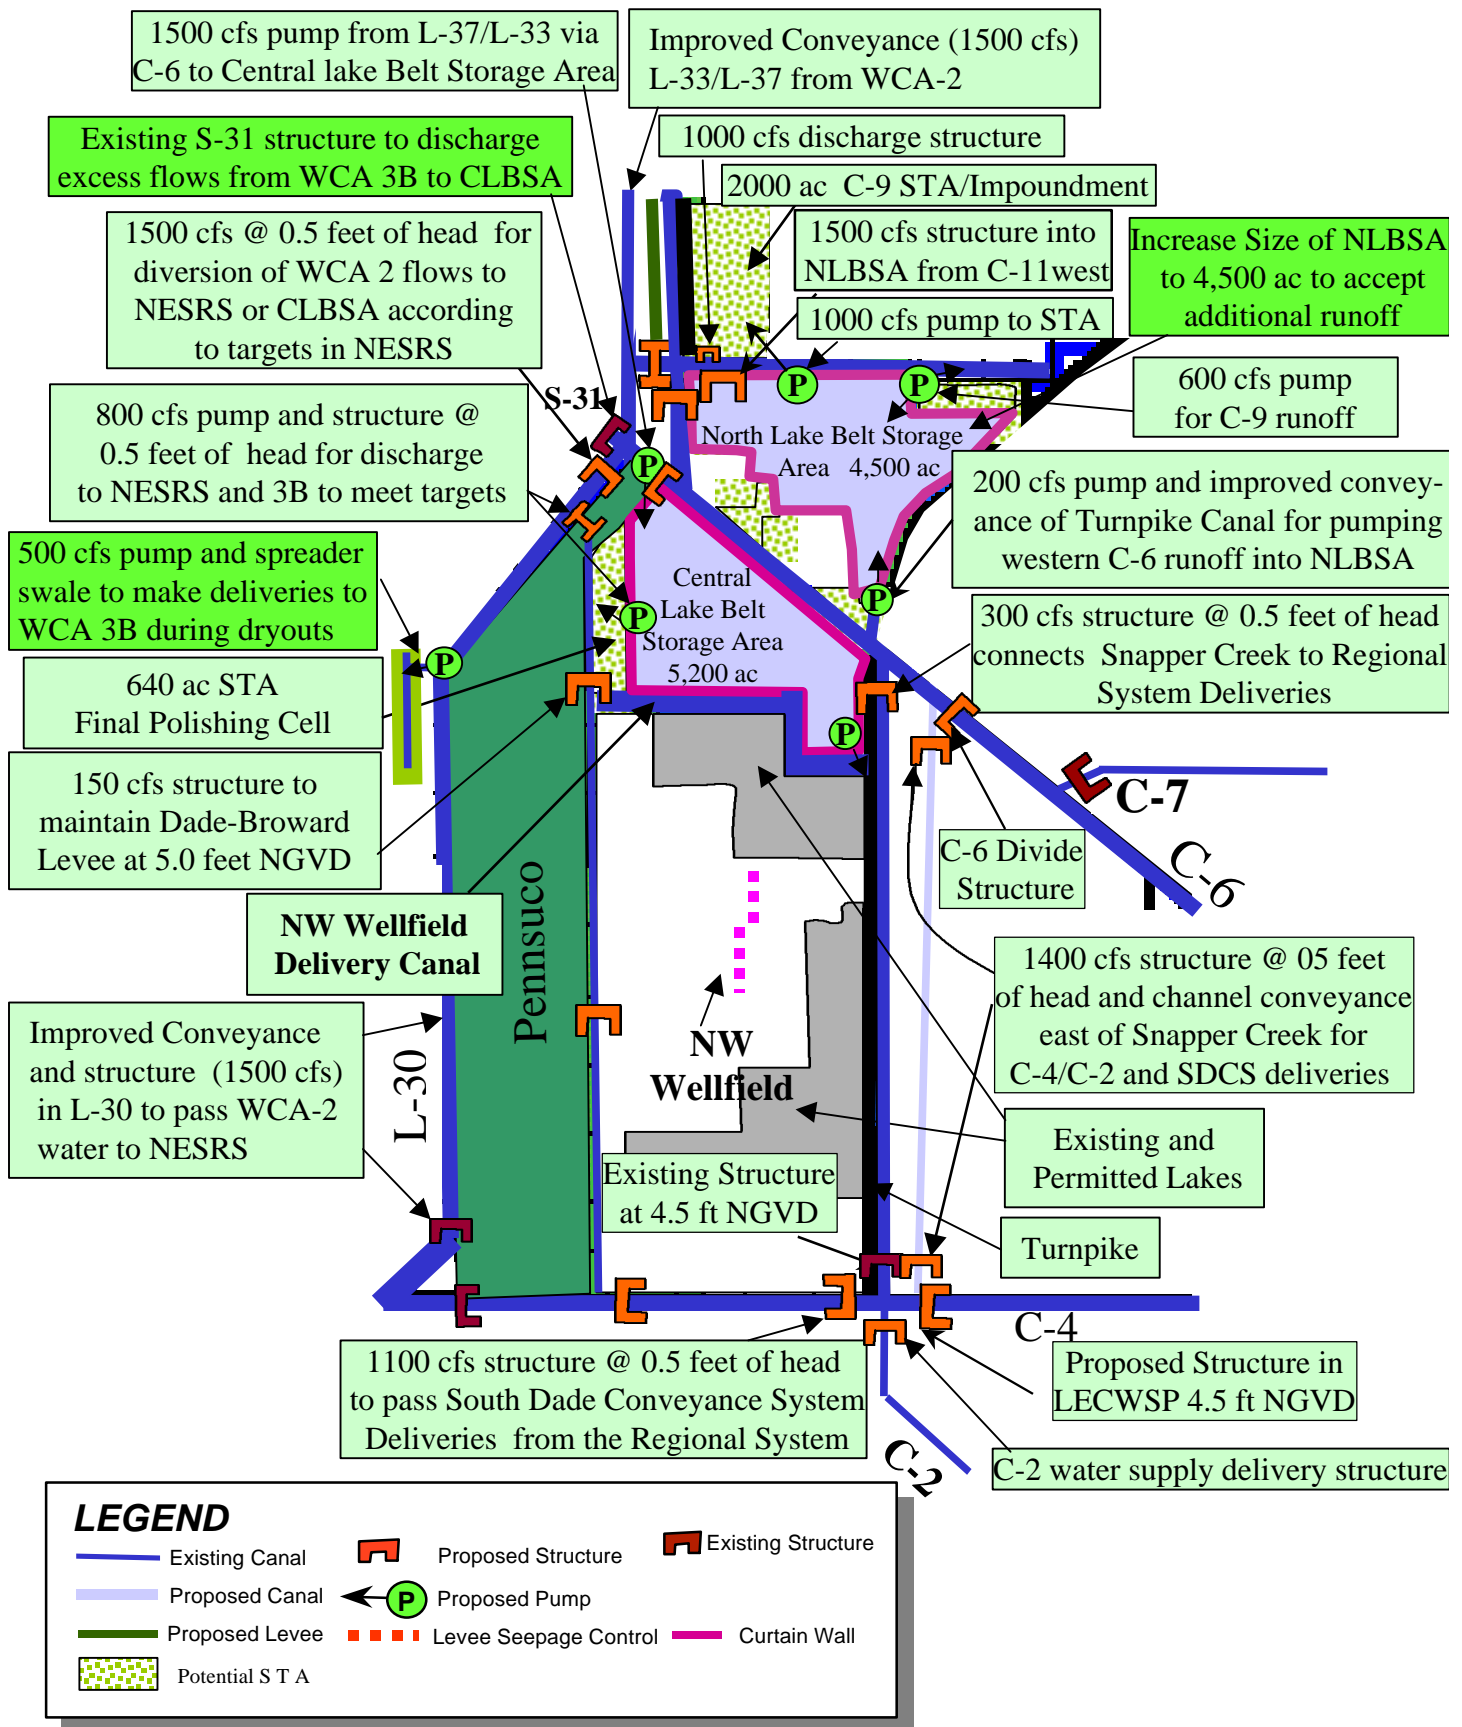 1500 cfs pump from L-37/L-33 via
C-6 to Central lake Belt Storage Area
Improved Conveyance (1500 cfs)
L-33/L-37 from WCA-2
Existing S-31 structure to discharge
excess flows from WCA 3B to CLBSA
1000 cfs discharge structure
2000 ac C-9 STA/Impoundment
1500 cfs @ 0.5 feet of head for
diversion of WCA 2 flows to
NESRS or CLBSA according
to targets in NESRS
1500 cfs structure into
NLBSA from C-11west
Increase Size of NLBSA
to 4,500 ac to accept
additional runoff
1000 cfs pump to STA
600 cfs pump
for C-9 runoff
P
P
S-31
800 cfs pump and structure @
0.5 feet of head for discharge
to NESRS and 3B to meet targets
North Lake Belt Storage
Area 4,500 ac
P
200 cfs pump and improved convey-
ance of Turnpike Canal for pumping
western C-6 runoff into NLBSA
500 cfs pump and spreader
swale to make deliveries to
WCA 3B during dryouts
Central
Lake Belt
Storage Area
5,200 ac
P
P
P
300 cfs structure @ 0.5 feet of head
connects Snapper Creek to Regional
System Deliveries
640 ac STA
Final Polishing Cell
P
150 cfs structure to
maintain Dade-Broward
Levee at 5.0 feet NGVD
C-7
C-6
C-6 Divide
Structure
NW Wellfield
Delivery Canal
Pennsuco
1400 cfs structure @ 05 feet
of head and channel conveyance
east of Snapper Creek for
C-4/C-2 and SDCS deliveries
Improved Conveyance
and structure (1500 cfs)
in L-30 to pass WCA-2
water to NESRS
L-30
NW
Wellfield
Existing and
Permitted Lakes
Existing Structure
at 4.5 ft NGVD
Turnpike
C-4
1100 cfs structure @ 0.5 feet of head
to pass South Dade Conveyance System
Deliveries from the Regional System
Proposed Structure in
LECWSP 4.5 ft NGVD
C-2
C-2 water supply delivery structure
LEGEND
Existing Canal
Proposed Structure
Existing Structure
Proposed Canal
P
Proposed Pump
Proposed Levee
Levee Seepage Control
Curtain Wall
Potential S T A